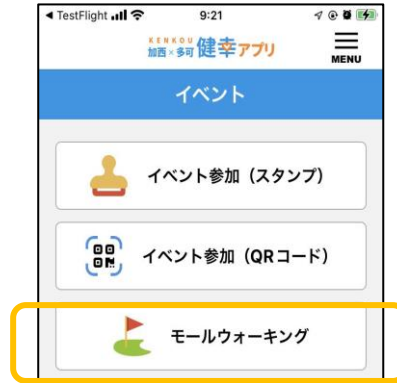 ◀ TestFlight 9:21
KENKOU
加西×多可 健幸アプリ
MENU
イベント
イベント参加（スタンプ）
イベント参加（QRコード）
モールウォーキング